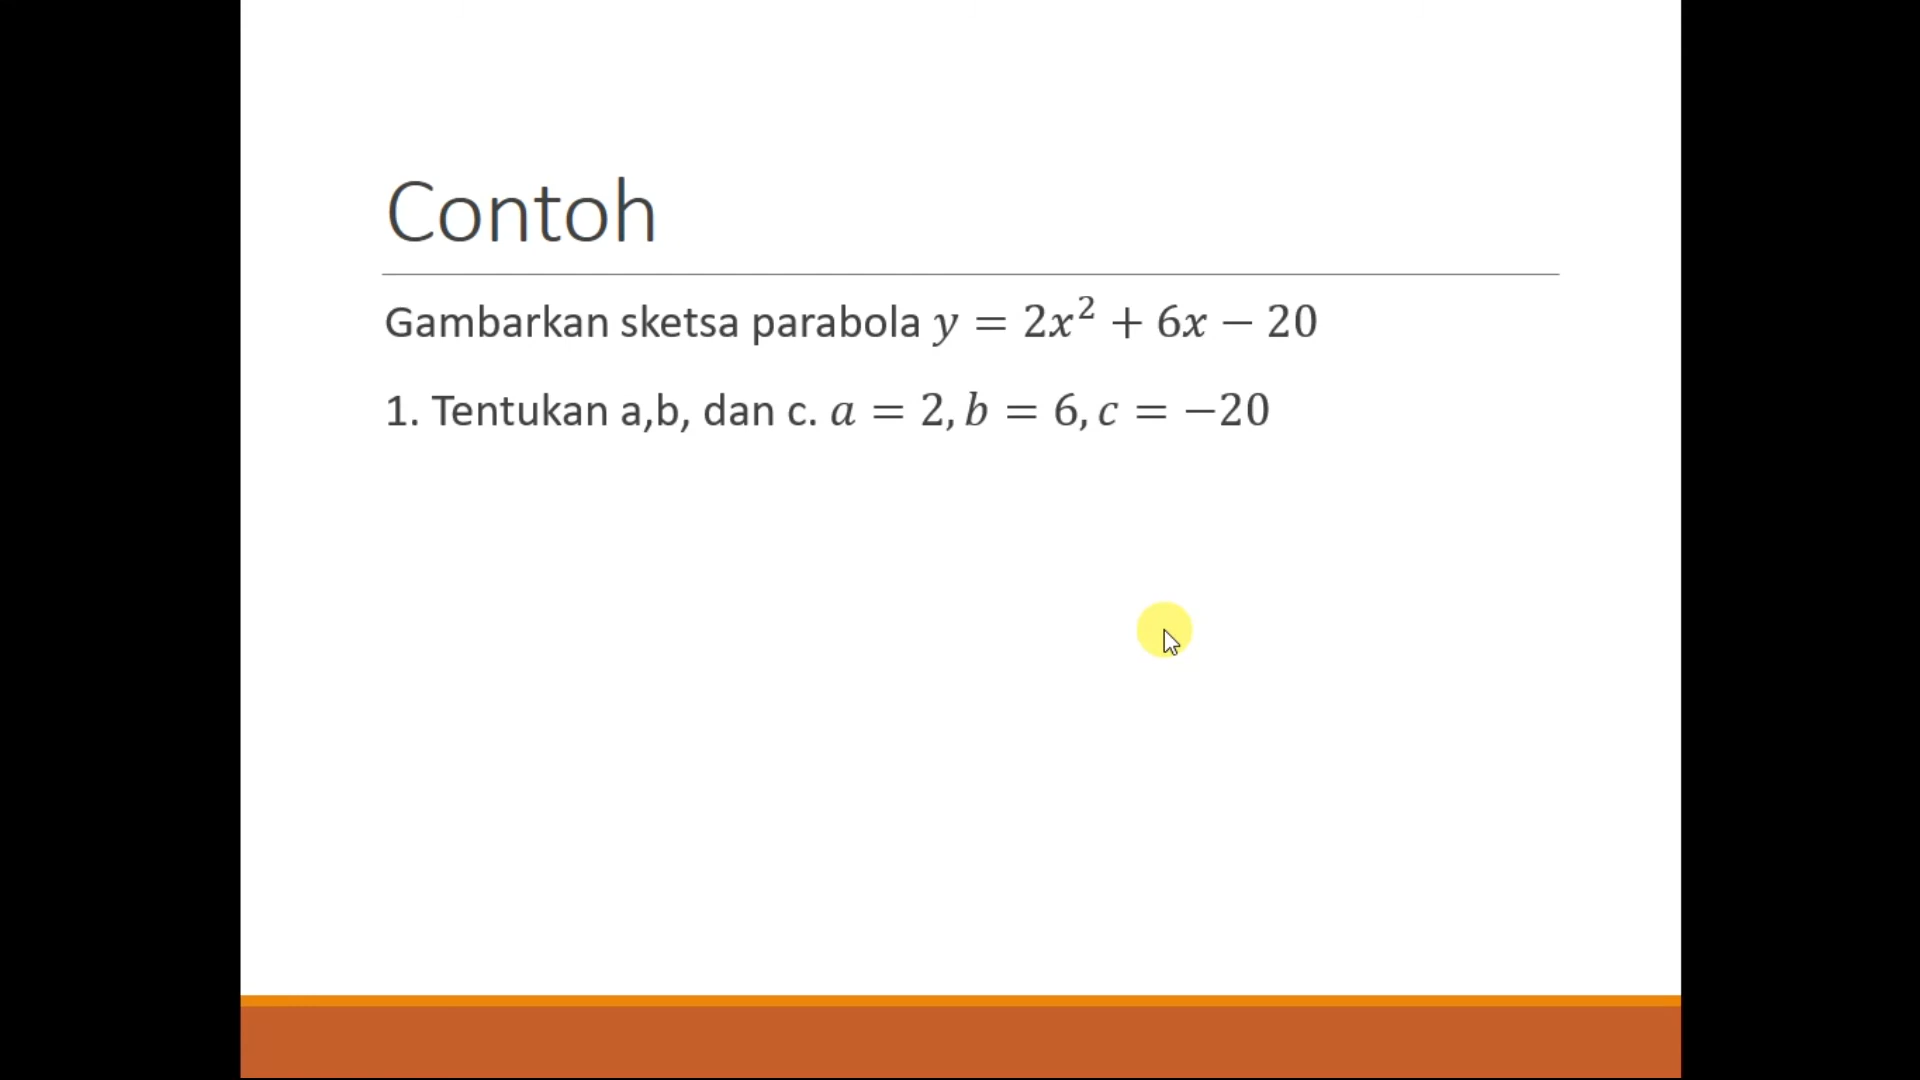 Contoh
Gambarkan sketsa parabola y = 2x² + 6x − 20
1. Tentukan a,b, dan c. a = 2, b = 6, c = −20